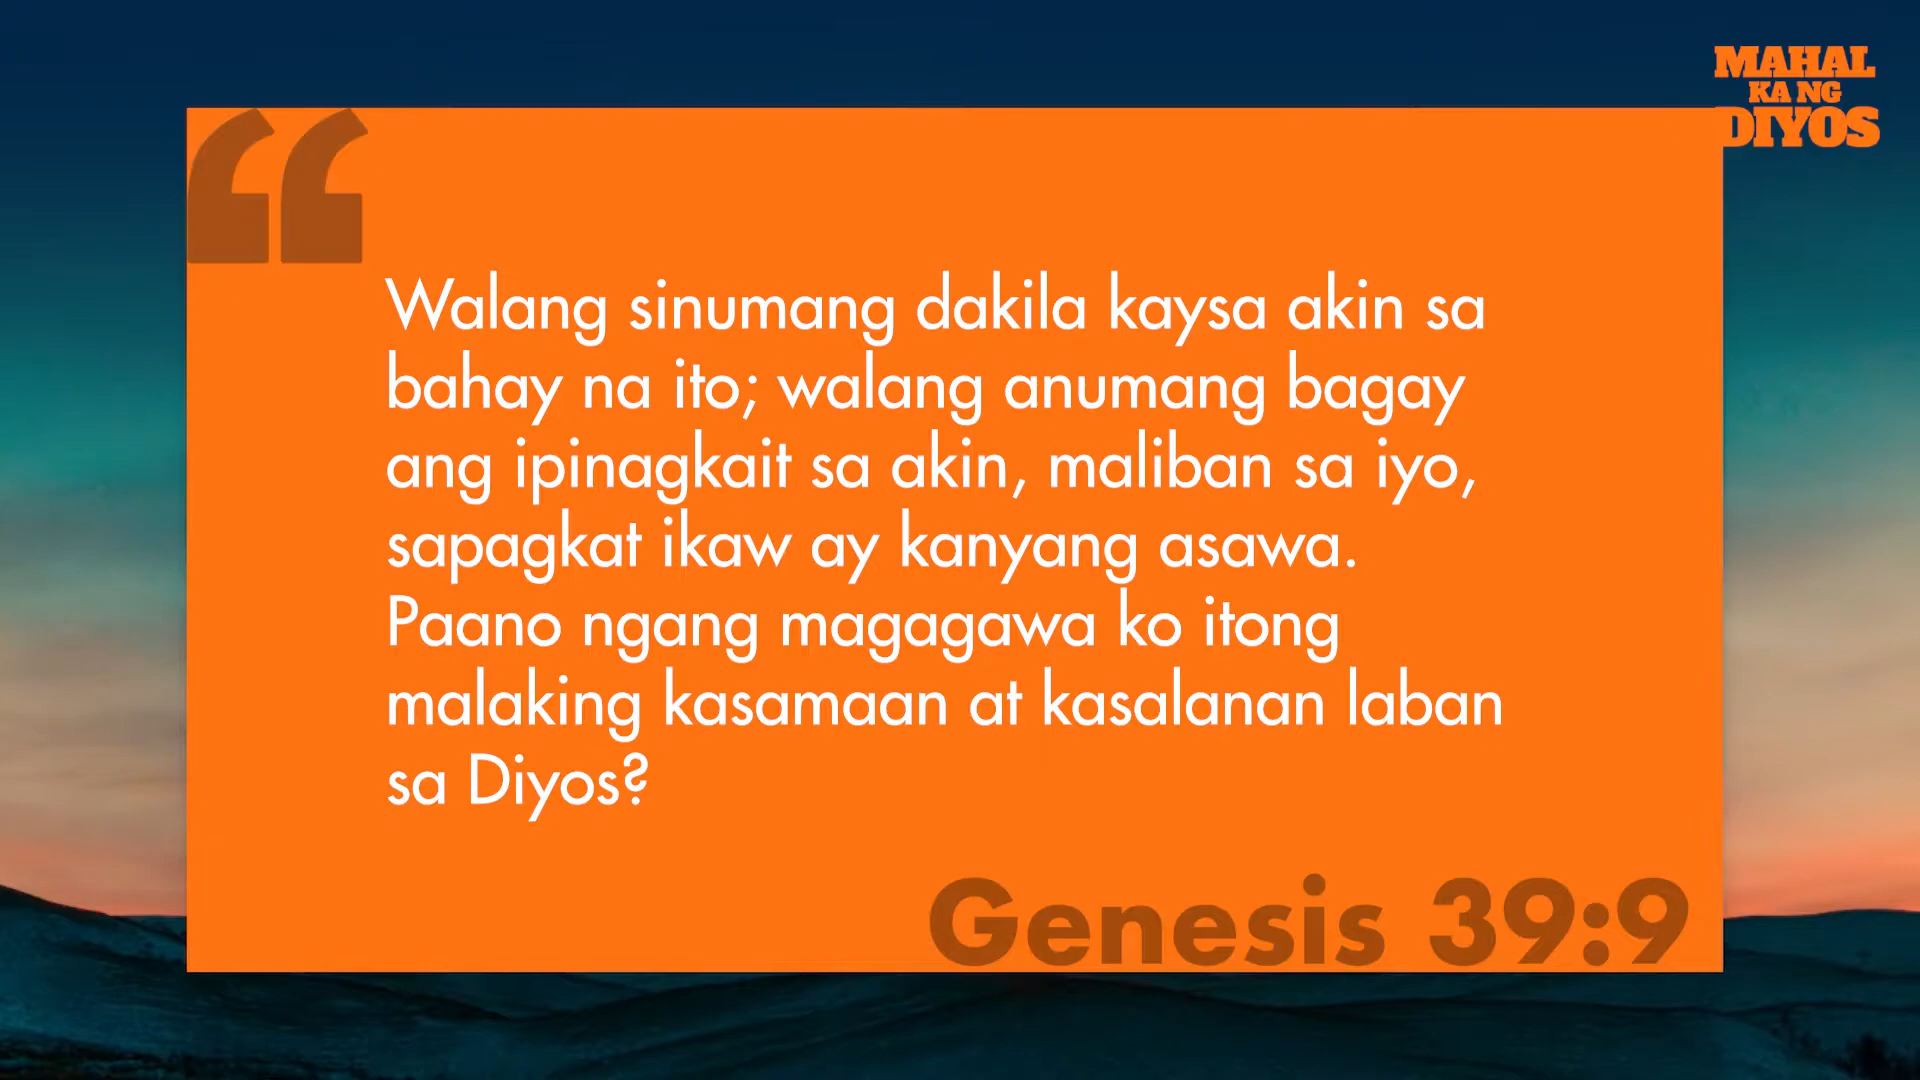 MAHAL
KA NG
DIYOS
“
Walang sinumang dakila kaysa akin sa
bahay na ito; walang anumang bagay
ang ipinagkait sa akin, maliban sa iyo,
sapagkat ikaw ay kanyang asawa.
Paano ngang magagawa ko itong
malaking kasamaan at kasalanan laban
sa Diyos?
Genesis 39:9